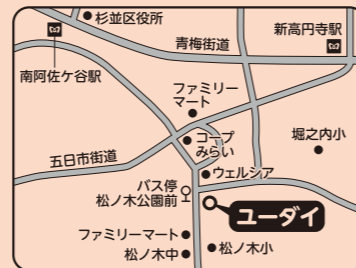 杉並区役所
新高円寺駅
青梅街道
南阿佐ケ谷駅
ファミリー
マート
コープ
みらい
堀之内小
五日市街道
ウェルシア
バス停
松ノ木公園前
ユーダイ
ファミリーマート
松ノ木小
松ノ木中